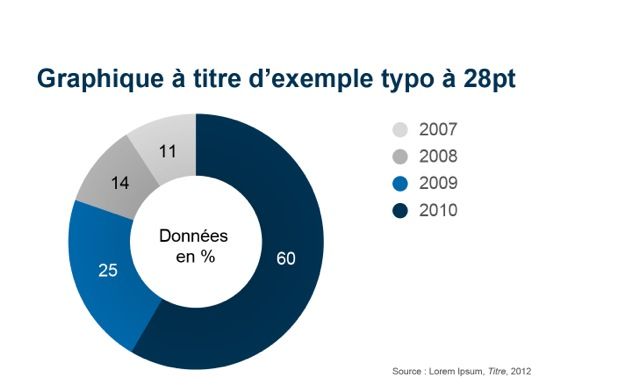 Graphique à titre d’exemple typo à 28pt
11
14
25
60
Données
en %
2007
2008
2009
2010
Source : Lorem Ipsum, Titre, 2012